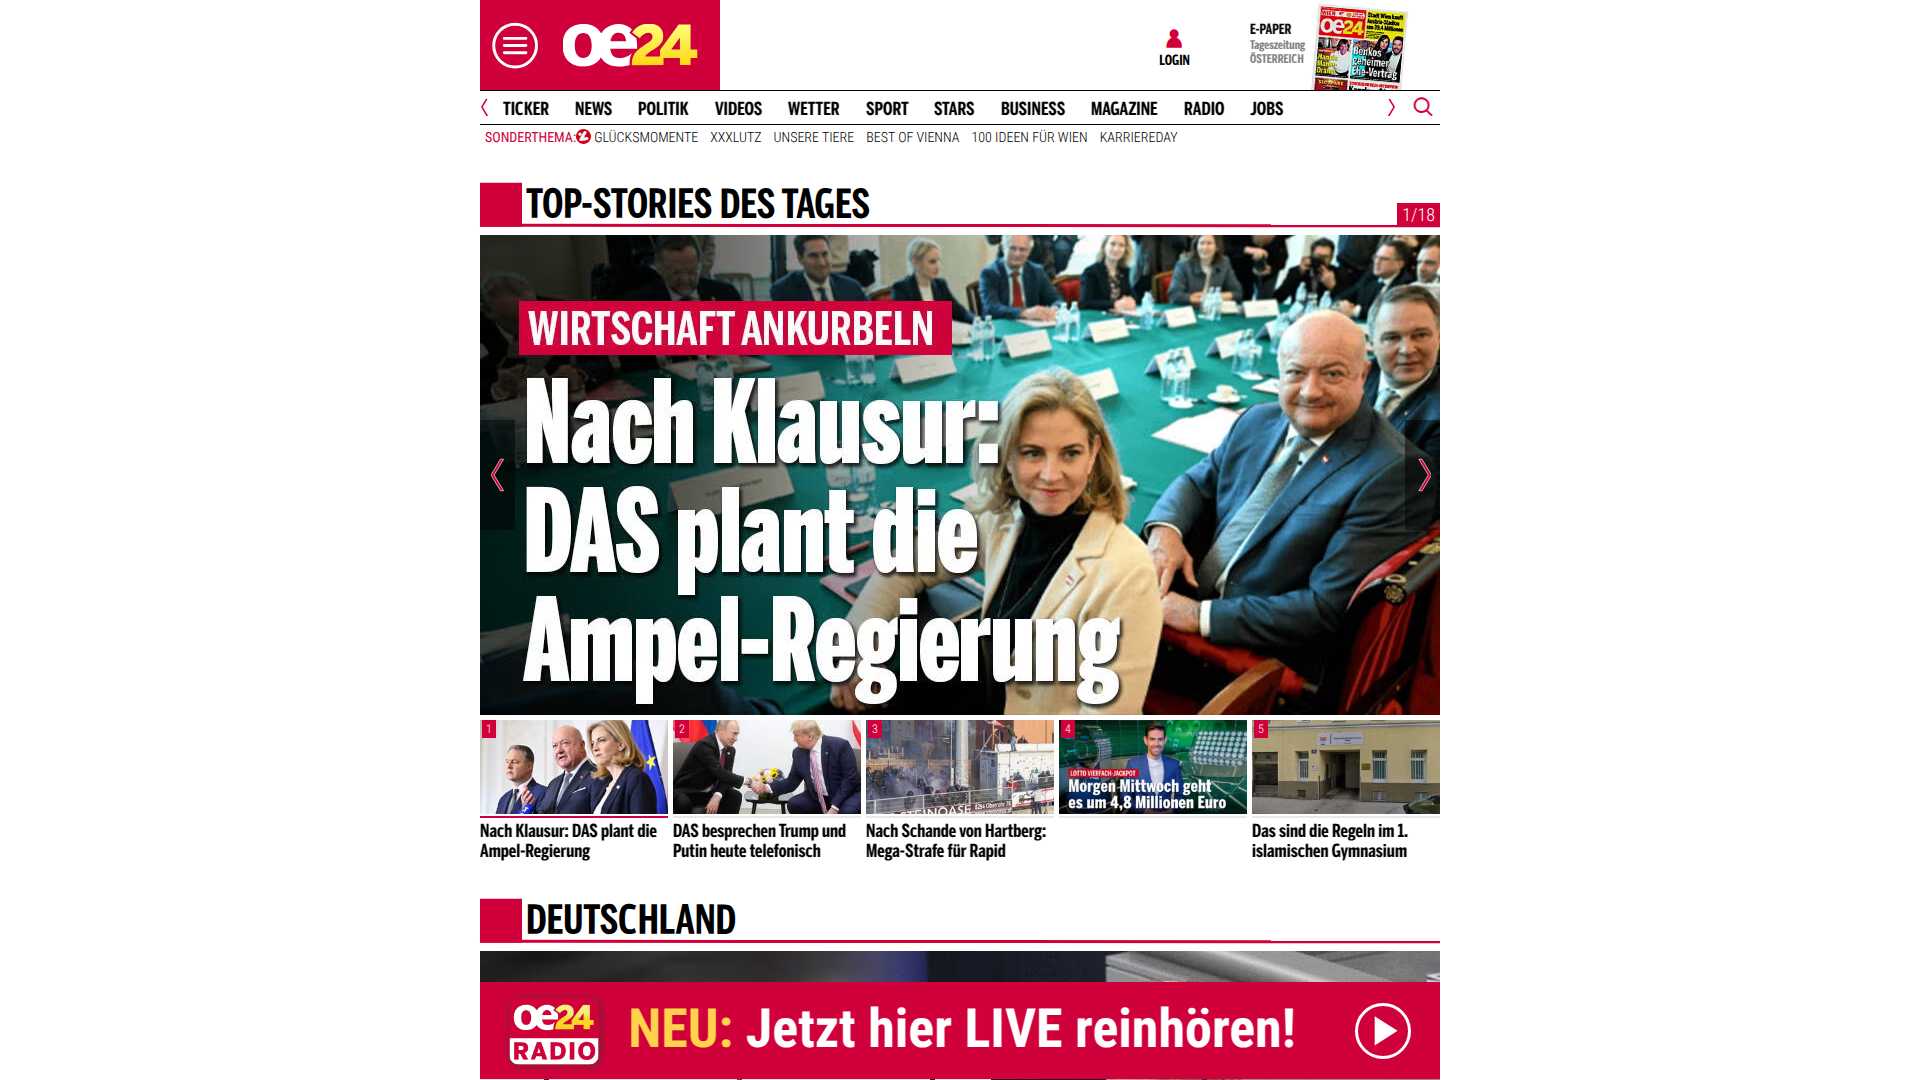 oe24
LOGIN
E-PAPER
Tageszeitung
ÖSTERREICH
oe24
Benkos
geheimer
Ehe-Vertrag
TICKER NEWS POLITIK VIDEOS WETTER SPORT STARS BUSINESS MAGAZINE RADIO JOBS
SONDERTHEMA: GLÜCKSMOMENTE XXXLUTZ UNSERE TIERE BEST OF VIENNA 100 IDEEN FÜR WIEN KARRIEREDAY
TOP-STORIES DES TAGES
1/18
WIRTSCHAFT ANKURBELN
Nach Klausur:
DAS plant die
Ampel-Regierung
1
2
3
4
5
LOTTO VIERFACH-JACKPOT
Morgen Mittwoch geht
es um 4,8 Millionen Euro
Nach Klausur: DAS plant die
Ampel-Regierung
DAS besprechen Trump und
Putin heute telefonisch
Nach Schande von Hartberg:
Mega-Strafe für Rapid
Das sind die Regeln im 1.
islamischen Gymnasium
DEUTSCHLAND
oe24
RADIO
NEU: Jetzt hier LIVE reinhören!